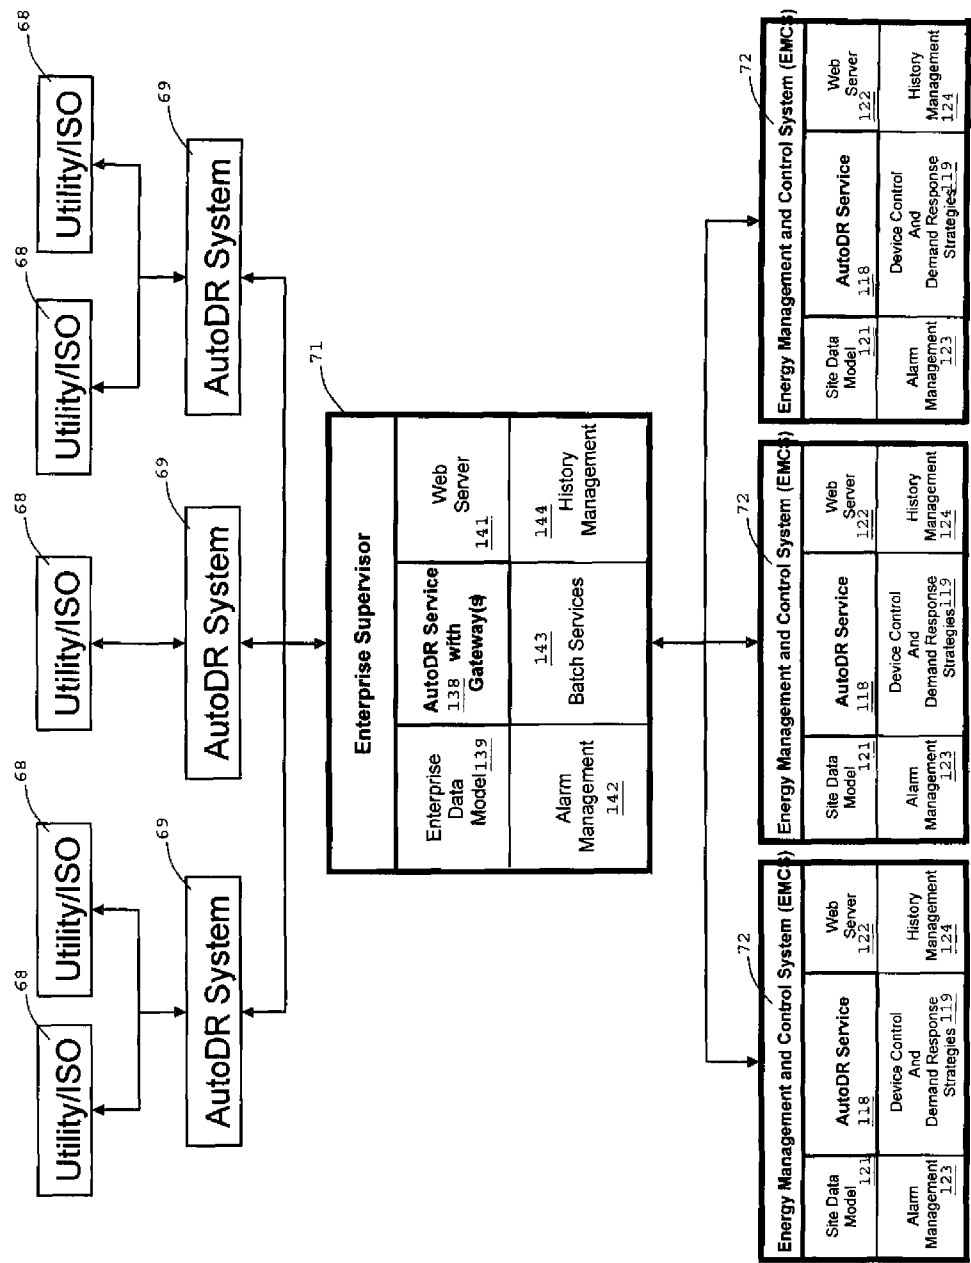 68
68
68
68
68
Utility/ISO
Utility/ISO
Utility/ISO
Utility/ISO
Utility/ISO
69
69
69
AutoDR System
AutoDR System
AutoDR System
71
Enterprise Supervisor
Enterprise
Data
Model 139
AutoDR Service
138 with
Gateway(s)
Web
Server
141
Alarm
Management
142
143
Batch Services
144
History
Management
72
Energy Management and Control System (EMCS)
Site Data
Model
121
AutoDR Service
118
Web
Server
122
Alarm
Management
123
Device Control
And
Demand Response
Strategies 119
History
Management
124
72
Energy Management and Control System (EMCS)
Site Data
Model
121
AutoDR Service
118
Web
Server
122
Alarm
Management
123
Device Control
And
Demand Response
Strategies 119
History
Management
124
72
Energy Management and Control System (EMCS)
Site Data
Model
121
AutoDR Service
118
Web
Server
122
Alarm
Management
123
Device Control
And
Demand Response
Strategies 119
History
Management
124